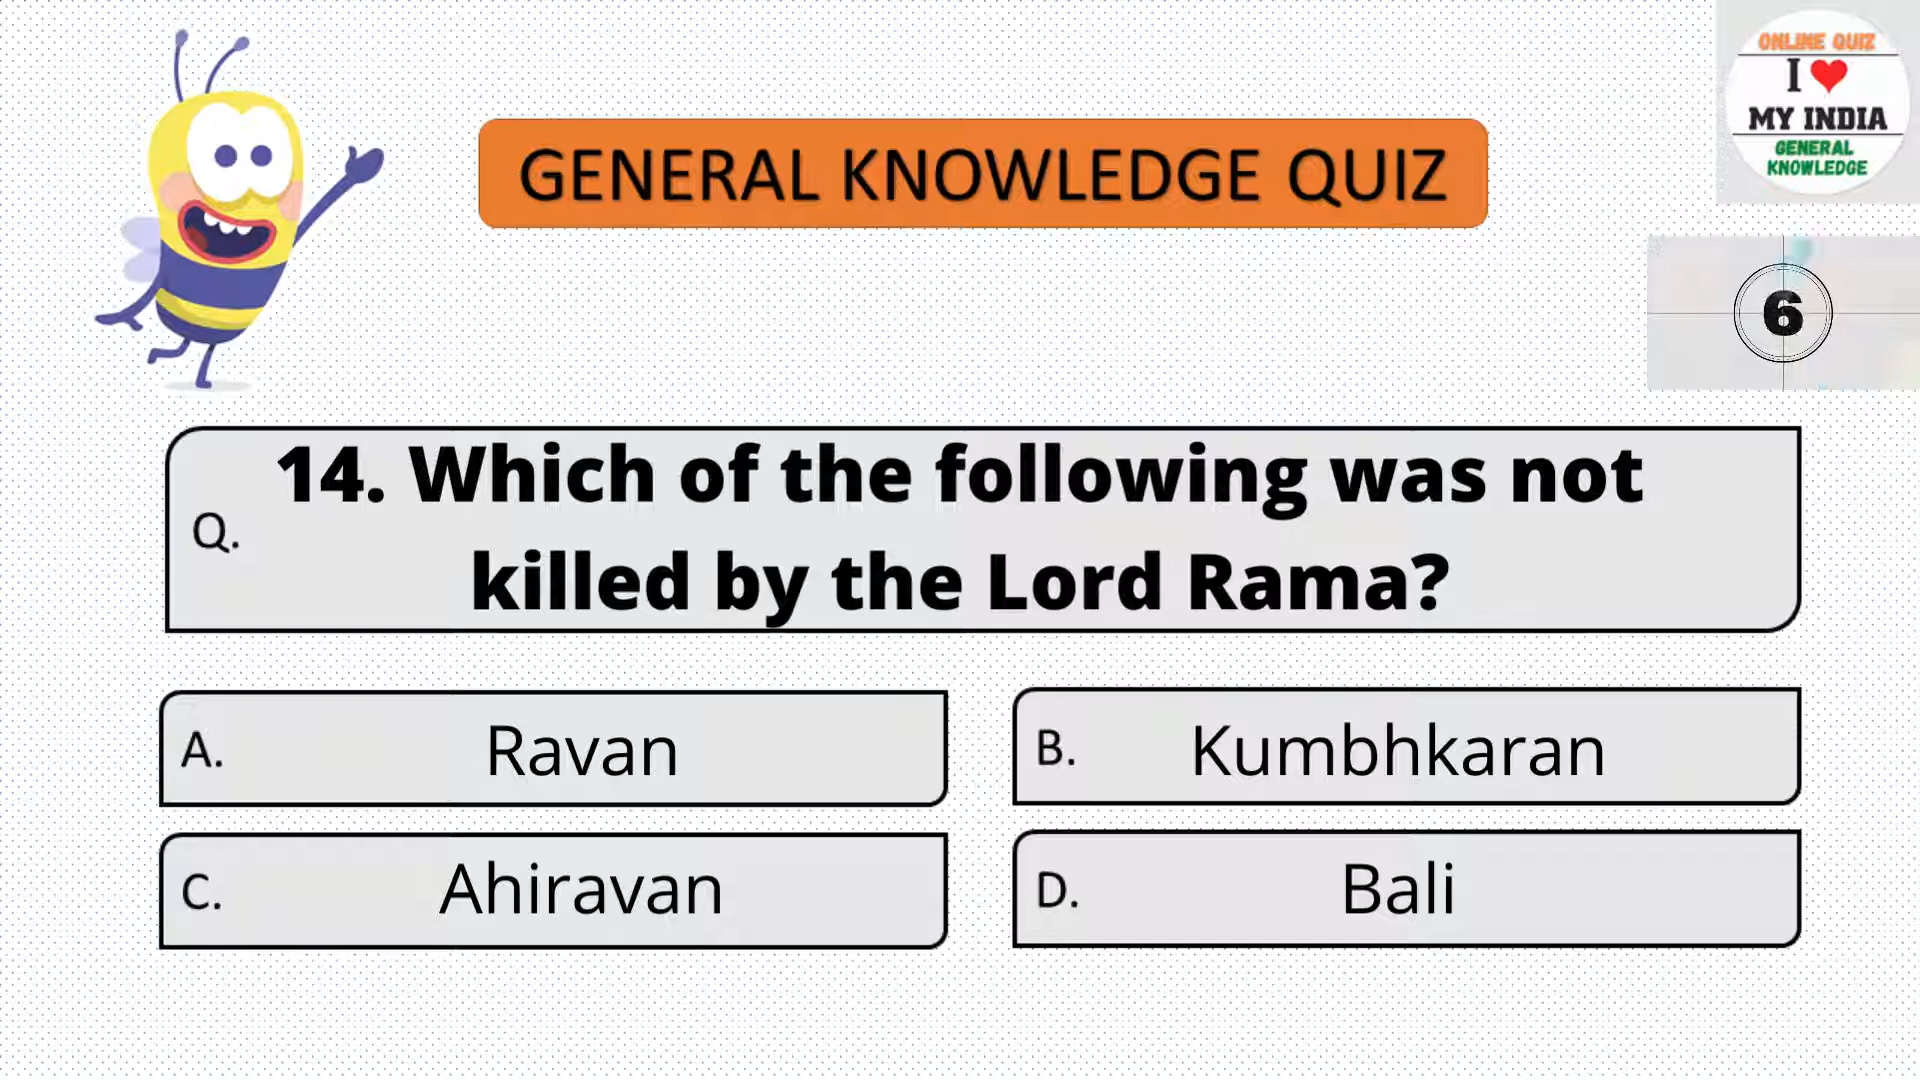 ONLINE QUIZ
I ❤
MY INDIA
GENERAL
KNOWLEDGE
GENERAL KNOWLEDGE QUIZ
6
Q. 14. Which of the following was not
killed by the Lord Rama?
A. Ravan
B. Kumbhkaran
C. Ahiravan
D. Bali